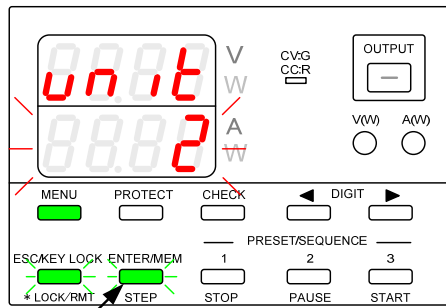 unit V
W
CV:G
CC:R
OUTPUT
2 A
W
V(W) A(W)
MENU PROTECT CHECK ◄ DIGIT ►
PRESET/SEQUENCE
ESC/KEY LOCK ENTER/MEM 1 2 3
* LOCK/RMT STEP STOP PAUSE START